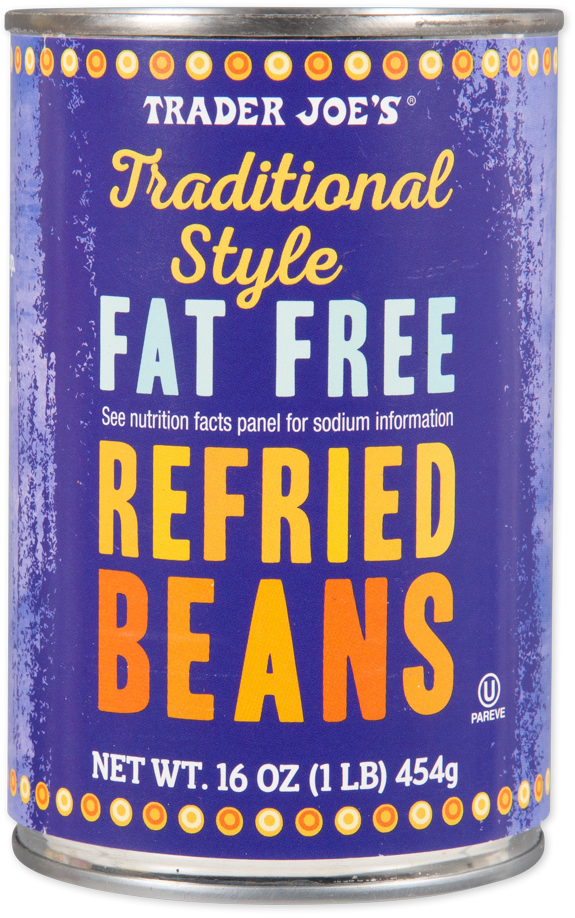 TRADER JOE'S®
Traditional
Style
FAT FREE
See nutrition facts panel for sodium information
REFRIED
BEANS
U
PAREVE
NET WT. 16 OZ (1 LB) 454g